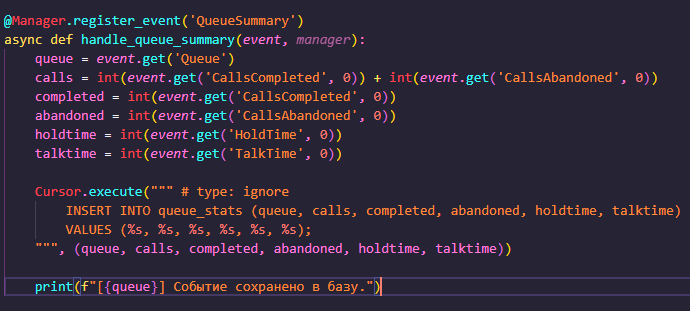 @Manager.register_event('QueueSummary')
async def handle_queue_summary(event, manager):
    queue = event.get('Queue')
    calls = int(event.get('CallsCompleted', 0)) + int(event.get('CallsAbandoned', 0))
    completed = int(event.get('CallsCompleted', 0))
    abandoned = int(event.get('CallsAbandoned', 0))
    holdtime = int(event.get('HoldTime', 0))
    talktime = int(event.get('TalkTime', 0))

    Cursor.execute(""" # type: ignore
        INSERT INTO queue_stats (queue, calls, completed, abandoned, holdtime, talktime)
        VALUES (%s, %s, %s, %s, %s, %s);
    """, (queue, calls, completed, abandoned, holdtime, talktime))

    print(f"[{queue}] Событие сохранено в базу.")